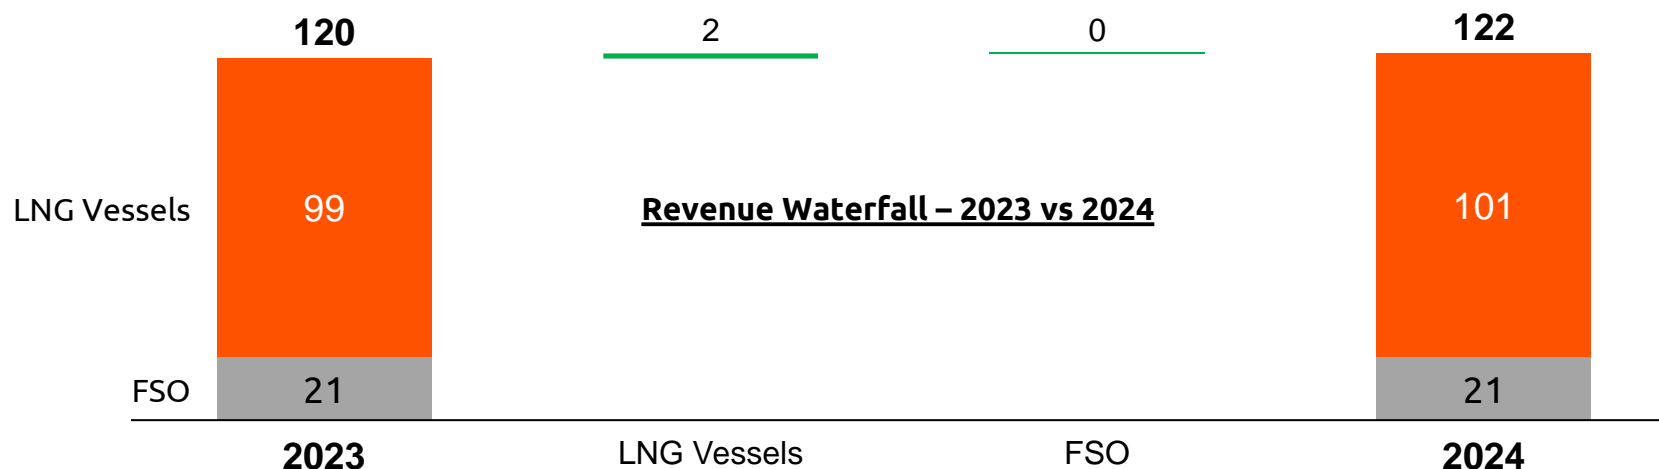 120
2
0
122
LNG Vessels
99
Revenue Waterfall – 2023 vs 2024
101
FSO
21
21
2023
LNG Vessels
FSO
2024